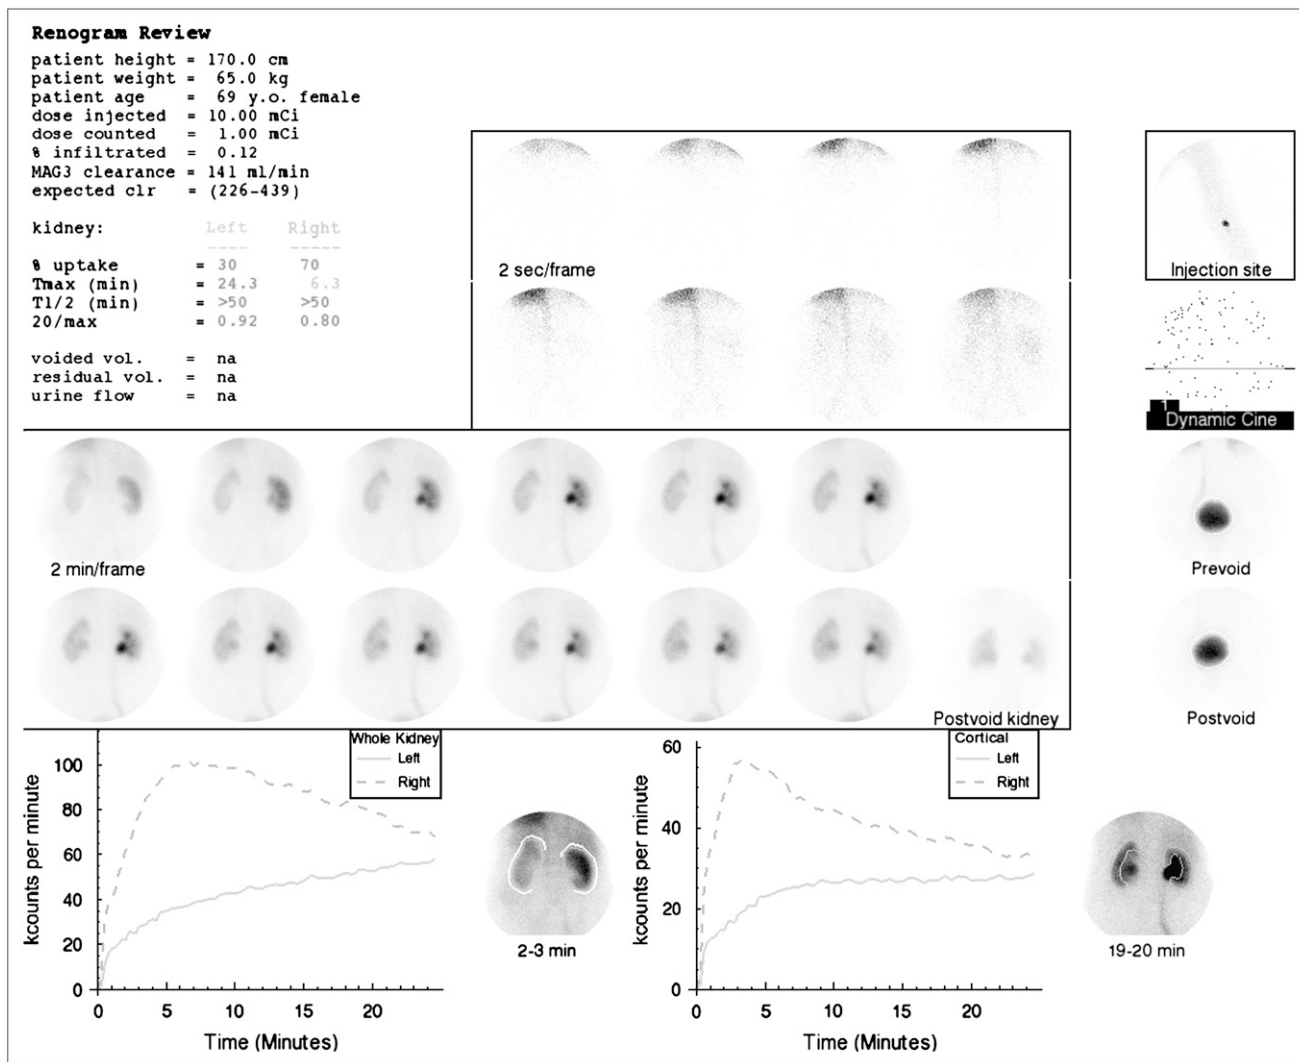 Renogram Review
patient height = 170.0 cm
patient weight = 65.0 kg
patient age = 69 y.o. female
dose injected = 10.00 mCi
dose counted = 1.00 mCi
% infiltrated = 0.12
MAG3 clearance = 141 ml/min
expected clr = (226-439)
kidney: Left Right
---- -----
% uptake = 30 70
Tmax (min) = 24.3 6.3
T1/2 (min) = >50 >50
20/max = 0.92 0.80
voided vol. = na
residual vol. = na
urine flow = na
2 sec/frame
Injection site
1
Dynamic Cine
2 min/frame
Prevoid
Postvoid kidney
Postvoid
Whole Kidney
Left
Right
kcounts per minute
100
80
60
40
20
0
0 5 10 15 20
Time (Minutes)
2-3 min
Cortical
Left
Right
kcounts per minute
60
40
20
0
0 5 10 15 20
Time (Minutes)
19-20 min